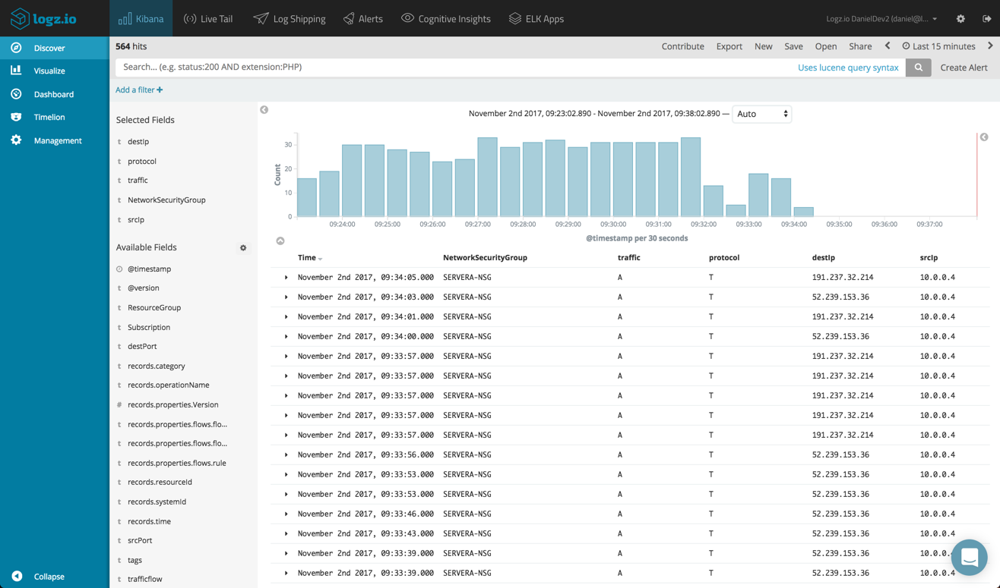 logz.io
Kibana
Live Tail
Log Shipping
Alerts
Cognitive Insights
ELK Apps
Logz.io DanielDev2 (daniel@l...
Discover
Visualize
Dashboard
Timelion
Management
Collapse
564 hits
Contribute Export New Save Open Share Last 15 minutes
Search... (e.g. status:200 AND extension:PHP)
Uses lucene query syntax
Create Alert
Add a filter +
Selected Fields
t destIp
t protocol
t traffic
t NetworkSecurityGroup
t srcIp
Available Fields
@timestamp
t @version
t ResourceGroup
t Subscription
t destPort
t records.category
t records.operationName
# records.properties.Version
t records.properties.flows.flo...
t records.properties.flows.flo...
t records.properties.flows.rule
t records.resourceId
t records.systemId
t records.time
t srcPort
t tags
t trafficflow
November 2nd 2017, 09:23:02.890 - November 2nd 2017, 09:38:02.890 — Auto
Count
30
20
10
0
09:24:00 09:25:00 09:26:00 09:27:00 09:28:00 09:29:00 09:30:00 09:31:00 09:32:00 09:33:00 09:34:00 09:35:00 09:36:00 09:37:00
@timestamp per 30 seconds
Time NetworkSecurityGroup traffic protocol destIp srcIp
November 2nd 2017, 09:34:05.000 SERVERA-NSG A T 191.237.32.214 10.0.0.4
November 2nd 2017, 09:34:03.000 SERVERA-NSG A T 52.239.153.36 10.0.0.4
November 2nd 2017, 09:34:01.000 SERVERA-NSG A T 191.237.32.214 10.0.0.4
November 2nd 2017, 09:34:00.000 SERVERA-NSG A T 52.239.153.36 10.0.0.4
November 2nd 2017, 09:33:57.000 SERVERA-NSG A T 191.237.32.214 10.0.0.4
November 2nd 2017, 09:33:57.000 SERVERA-NSG A T 191.237.32.214 10.0.0.4
November 2nd 2017, 09:33:57.000 SERVERA-NSG A T 191.237.32.214 10.0.0.4
November 2nd 2017, 09:33:57.000 SERVERA-NSG A T 191.237.32.214 10.0.0.4
November 2nd 2017, 09:33:57.000 SERVERA-NSG A T 191.237.32.214 10.0.0.4
November 2nd 2017, 09:33:56.000 SERVERA-NSG A T 52.239.153.36 10.0.0.4
November 2nd 2017, 09:33:53.000 SERVERA-NSG A T 52.239.153.36 10.0.0.4
November 2nd 2017, 09:33:53.000 SERVERA-NSG A T 52.239.153.36 10.0.0.4
November 2nd 2017, 09:33:46.000 SERVERA-NSG A T 52.239.153.36 10.0.0.4
November 2nd 2017, 09:33:43.000 SERVERA-NSG A T 52.239.153.36 10.0.0.4
November 2nd 2017, 09:33:39.000 SERVERA-NSG A T 52.239.153.36 10.0.0.4
November 2nd 2017, 09:33:39.000 SERVERA-NSG A T 52.239.153.36 10.0.0.4